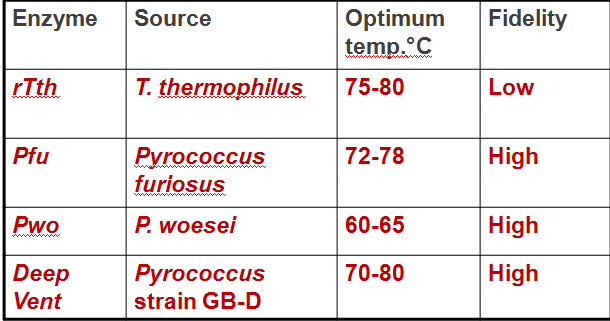 Enzyme Source Optimum temp.°C Fidelity
rTth T. thermophilus 75-80 Low
Pfu Pyrococcus furiosus 72-78 High
Pwo P. woesei 60-65 High
Deep Vent Pyrococcus strain GB-D 70-80 High